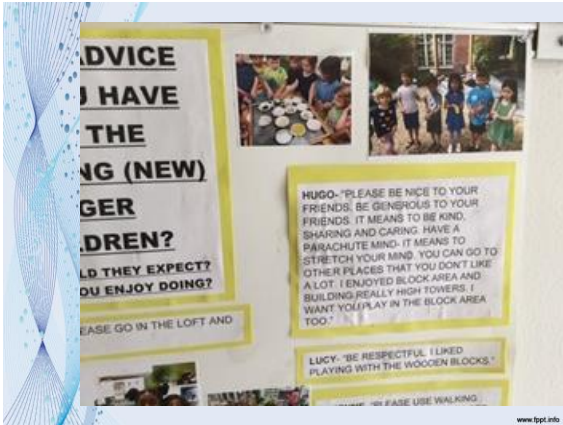 ADVICE
U HAVE
THE
NG (NEW)
GER
LDREN?
LD THEY EXPECT?
OU ENJOY DOING?
EASE GO IN THE LOFT AND
HUGO- "PLEASE BE NICE TO YOUR
FRIENDS. BE GENEROUS TO YOUR
FRIENDS. IT MEANS TO BE KIND,
SHARING AND CARING. HAVE A
PARACHUTE MIND- IT MEANS TO
STRETCH YOUR MIND. YOU CAN GO TO
OTHER PLACES THAT YOU DON'T LIKE
A LOT. I ENJOYED BLOCK AREA AND
BUILDING REALLY HIGH TOWERS. I
WANT YOU PLAY IN THE BLOCK AREA
TOO."
LUCY- "BE RESPECTFUL. I LIKED
PLAYING WITH THE WOODEN BLOCKS."
"PLEASE USE WALKING
www.fppt.info